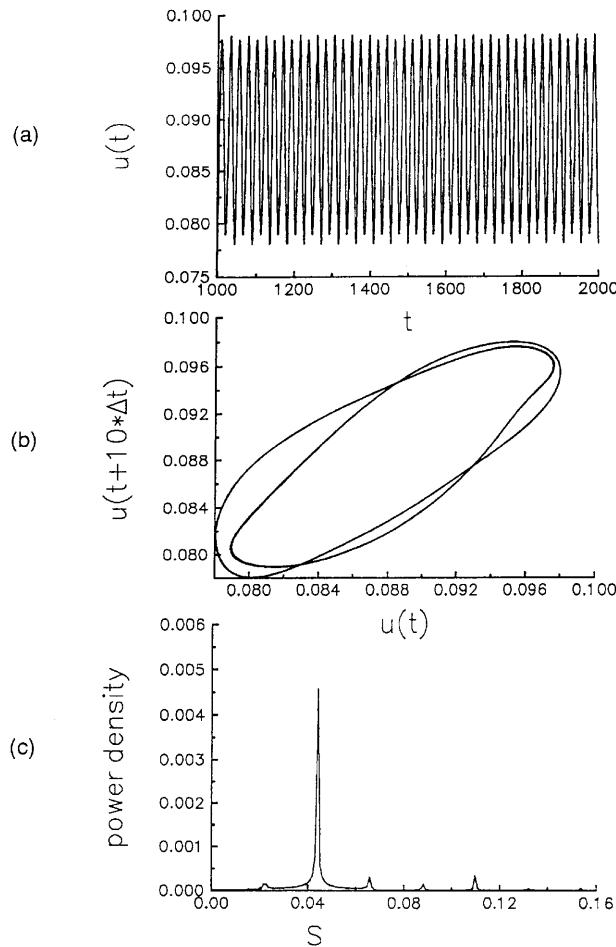 (a)
u(t)
0.100
0.095
0.090
0.085
0.080
0.075
1000 1200 1400 1600 1800 2000
t
(b)
u(t+10*Δt)
0.100
0.096
0.092
0.088
0.084
0.080
0.080 0.084 0.088 0.092 0.096 0.100
u(t)
(c)
power density
0.006
0.005
0.004
0.003
0.002
0.001
0.000
0.00 0.04 0.08 0.12 0.16
S